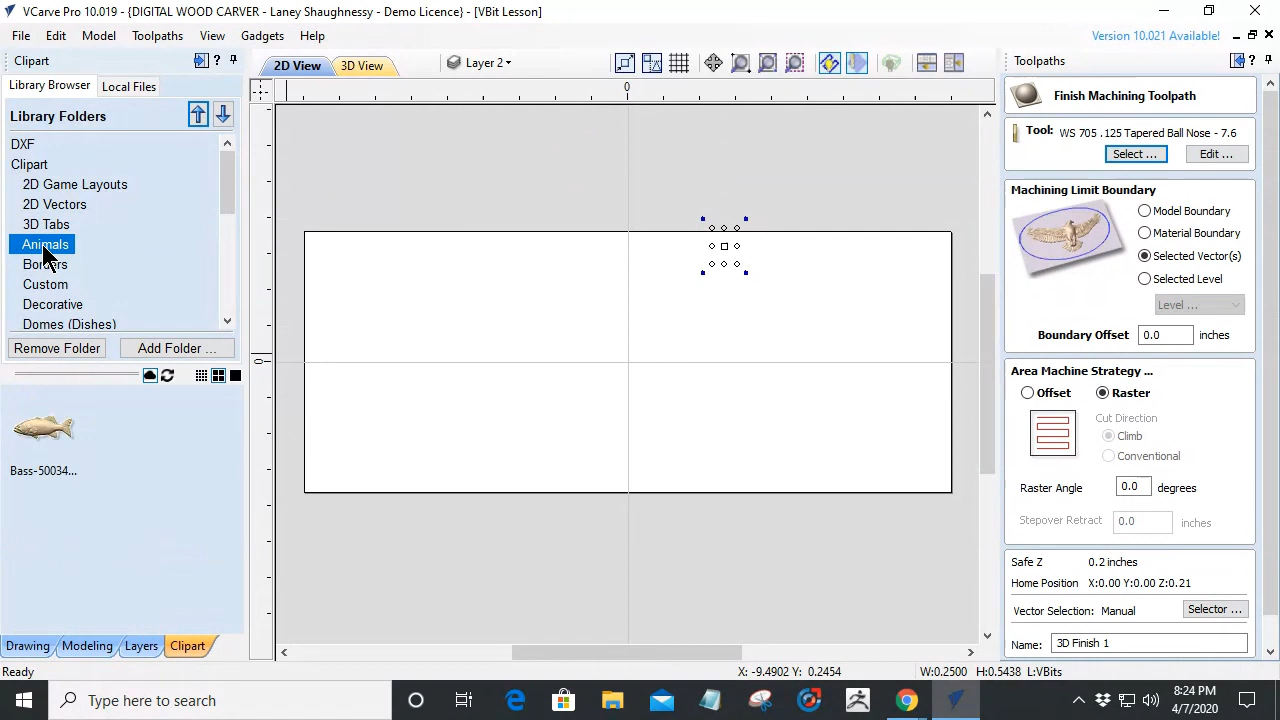 VCarve Pro 10.019 - {DIGITAL WOOD CARVER - Laney Shaughnessy - Demo Licence} - [VBit Lesson]
File Edit Model Toolpaths View Gadgets Help
Version 10.021 Available!
Clipart
Library Browser Local Files
Library Folders
DXF
Clipart
2D Game Layouts
2D Vectors
3D Tabs
Animals
Borders
Custom
Decorative
Domes (Dishes)
Remove Folder Add Folder ...
Bass-50034...
Drawing Modeling Layers Clipart
2D View 3D View Layer 2
0
0
Toolpaths
Finish Machining Toolpath
Tool: WS 705 .125 Tapered Ball Nose - 7.6
Select ... Edit ...
Machining Limit Boundary
Model Boundary
Material Boundary
Selected Vector(s)
Selected Level
Level ...
Boundary Offset 0.0 inches
Area Machine Strategy ...
Offset Raster
Cut Direction
Climb
Conventional
Raster Angle 0.0 degrees
Stepover Retract 0.0 inches
Safe Z 0.2 inches
Home Position X:0.00 Y:0.00 Z:0.21
Vector Selection: Manual Selector ...
Name: 3D Finish 1
Ready X: -9.4902 Y: 0.2454 W:0.2500 H:0.5438 L:VBits
Type here to search
8:24 PM
4/7/2020